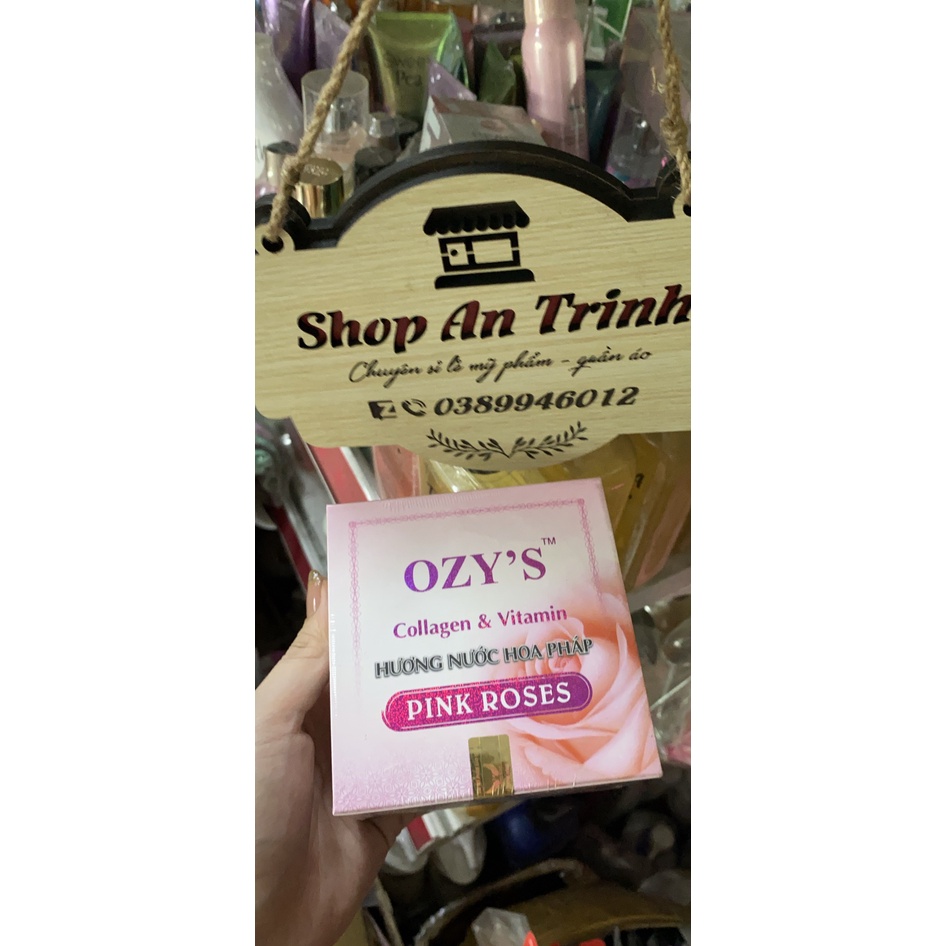 Shop An Trinh
Chuyên sỉ lẻ mỹ phẩm - quần áo
Z 0389946012
OZY'S™
Collagen & Vitamin
HƯƠNG NƯỚC HOA PHÁP
PINK ROSES